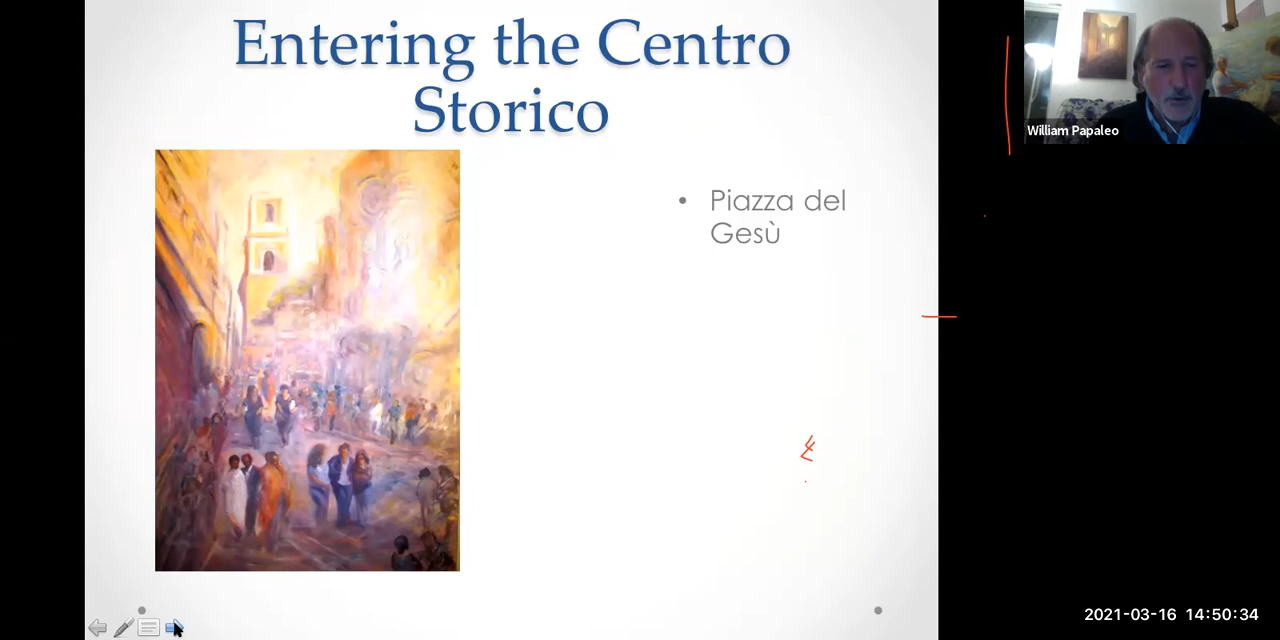 Entering the Centro
Storico
• Piazza del
Gesù
William Papaleo
2021-03-16 14:50:34